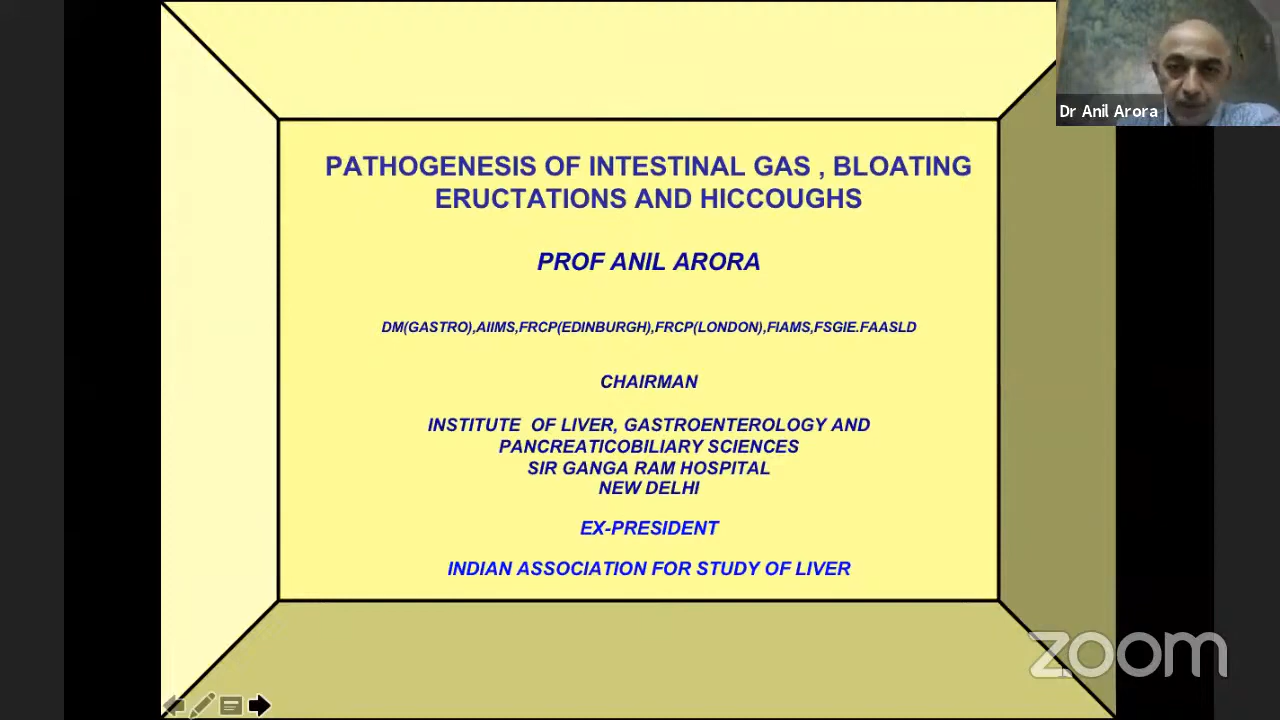 Dr Anil Arora
PATHOGENESIS OF INTESTINAL GAS , BLOATING
ERUCTATIONS AND HICCOUGHS
PROF ANIL ARORA
DM(GASTRO),AIIMS,FRCP(EDINBURGH),FRCP(LONDON),FIAMS,FSGIE.FAASLD
CHAIRMAN
INSTITUTE OF LIVER, GASTROENTEROLOGY AND
PANCREATICOBILIARY SCIENCES
SIR GANGA RAM HOSPITAL
NEW DELHI
EX-PRESIDENT
INDIAN ASSOCIATION FOR STUDY OF LIVER
zoom